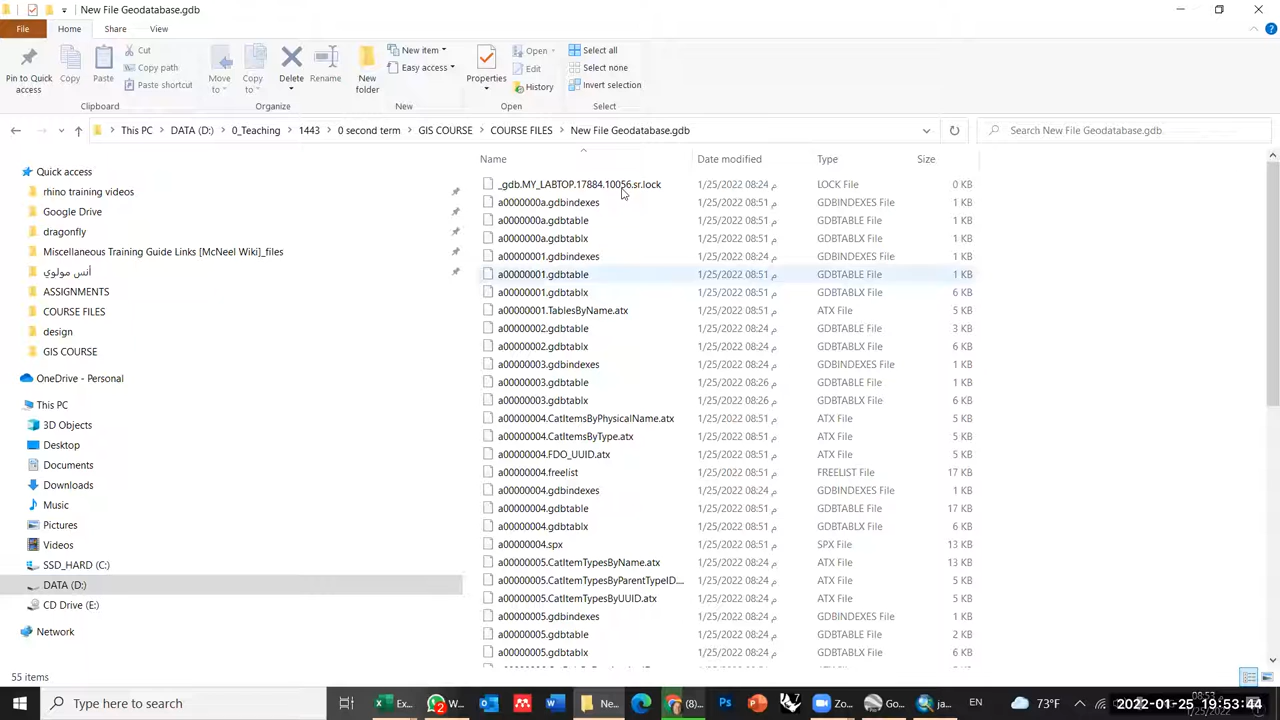 New File Geodatabase.gdb
File Home Share View
Pin to Quick access
Copy
Paste
Cut
Copy path
Paste shortcut
Clipboard
Move to
Copy to
Delete
Rename
Organize
New folder
New item
Easy access
New
Properties
Open
Edit
History
Open
Select all
Select none
Invert selection
Select
This PC DATA (D:) 0_Teaching 1443 0 second term GIS COURSE COURSE FILES New File Geodatabase.gdb
Search New File Geodatabase.gdb
Quick access
rhino training videos
Google Drive
dragonfly
Miscellaneous Training Guide Links [McNeel Wiki]_files
أنس مولوي
ASSIGNMENTS
COURSE FILES
design
GIS COURSE
OneDrive - Personal
This PC
3D Objects
Desktop
Documents
Downloads
Music
Pictures
Videos
SSD_HARD (C:)
DATA (D:)
CD Drive (E:)
Network
Name Date modified Type Size
_gdb.MY_LABTOP.17884.10056.sr.lock 1/25/2022 08:24 م LOCK File 0 KB
a0000000a.gdbindexes 1/25/2022 08:51 م GDBINDEXES File 1 KB
a0000000a.gdbtable 1/25/2022 08:51 م GDBTABLE File 1 KB
a0000000a.gdbtablx 1/25/2022 08:51 م GDBTABLX File 1 KB
a00000001.gdbindexes 1/25/2022 08:24 م GDBINDEXES File 1 KB
a00000001.gdbtable 1/25/2022 08:51 م GDBTABLE File 1 KB
a00000001.gdbtablx 1/25/2022 08:51 م GDBTABLX File 6 KB
a00000001.TablesByName.atx 1/25/2022 08:51 م ATX File 5 KB
a00000002.gdbtable 1/25/2022 08:24 م GDBTABLE File 3 KB
a00000002.gdbtablx 1/25/2022 08:24 م GDBTABLX File 6 KB
a00000003.gdbindexes 1/25/2022 08:24 م GDBINDEXES File 1 KB
a00000003.gdbtable 1/25/2022 08:26 م GDBTABLE File 3 KB
a00000003.gdbtablx 1/25/2022 08:26 م GDBTABLX File 6 KB
a00000004.CatItemsByPhysicalName.atx 1/25/2022 08:51 م ATX File 5 KB
a00000004.CatItemsByType.atx 1/25/2022 08:51 م ATX File 5 KB
a00000004.FDO_UUID.atx 1/25/2022 08:51 م ATX File 5 KB
a00000004.freelist 1/25/2022 08:51 م FREELIST File 17 KB
a00000004.gdbindexes 1/25/2022 08:24 م GDBINDEXES File 1 KB
a00000004.gdbtable 1/25/2022 08:51 م GDBTABLE File 17 KB
a00000004.gdbtablx 1/25/2022 08:51 م GDBTABLX File 6 KB
a00000004.spx 1/25/2022 08:51 م SPX File 13 KB
a00000005.CatItemTypesByName.atx 1/25/2022 08:24 م ATX File 13 KB
a00000005.CatItemTypesByParentTypeID.... 1/25/2022 08:24 م ATX File 5 KB
a00000005.CatItemTypesByUUID.atx 1/25/2022 08:24 م ATX File 5 KB
a00000005.gdbindexes 1/25/2022 08:24 م GDBINDEXES File 1 KB
a00000005.gdbtable 1/25/2022 08:24 م GDBTABLE File 2 KB
a00000005.gdbtablx 1/25/2022 08:24 م GDBTABLX File 6 KB
55 items
Type here to search
Ex... W... Ne... (8)... Zo... Go... ja... 73°F EN 08:53
2022-01-25 19:53:44